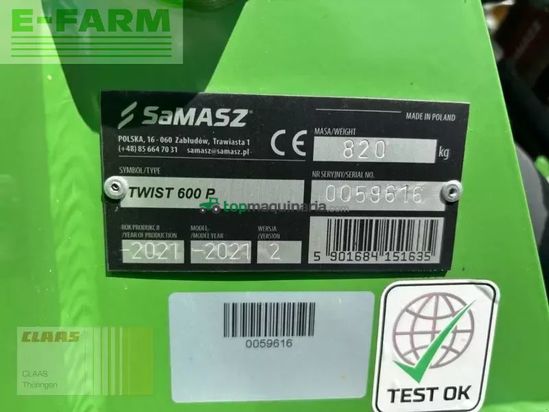 E-FARM
SaMASZ
MADE IN POLAND
POLSKA, 16 - 060 Zabłudów, Trawiasta 1
(+48) 85 664 70 31 samasz@samasz.pl
CE
MASA/WEIGHT
820 kg
SYMBOL/TYPE
TWIST 600 P
NR SERYJNY/SERIAL NO.
0059616
topmaquinaria.com
ROK PRODUKCJI
/YEAR OF PRODUCTION
2021
MODEL
/MODEL YEAR
2021
WERSJA
/VERSION
2
5 901684 151635
0059616
TEST OK
CLAAS
CLAAS
Thüringen